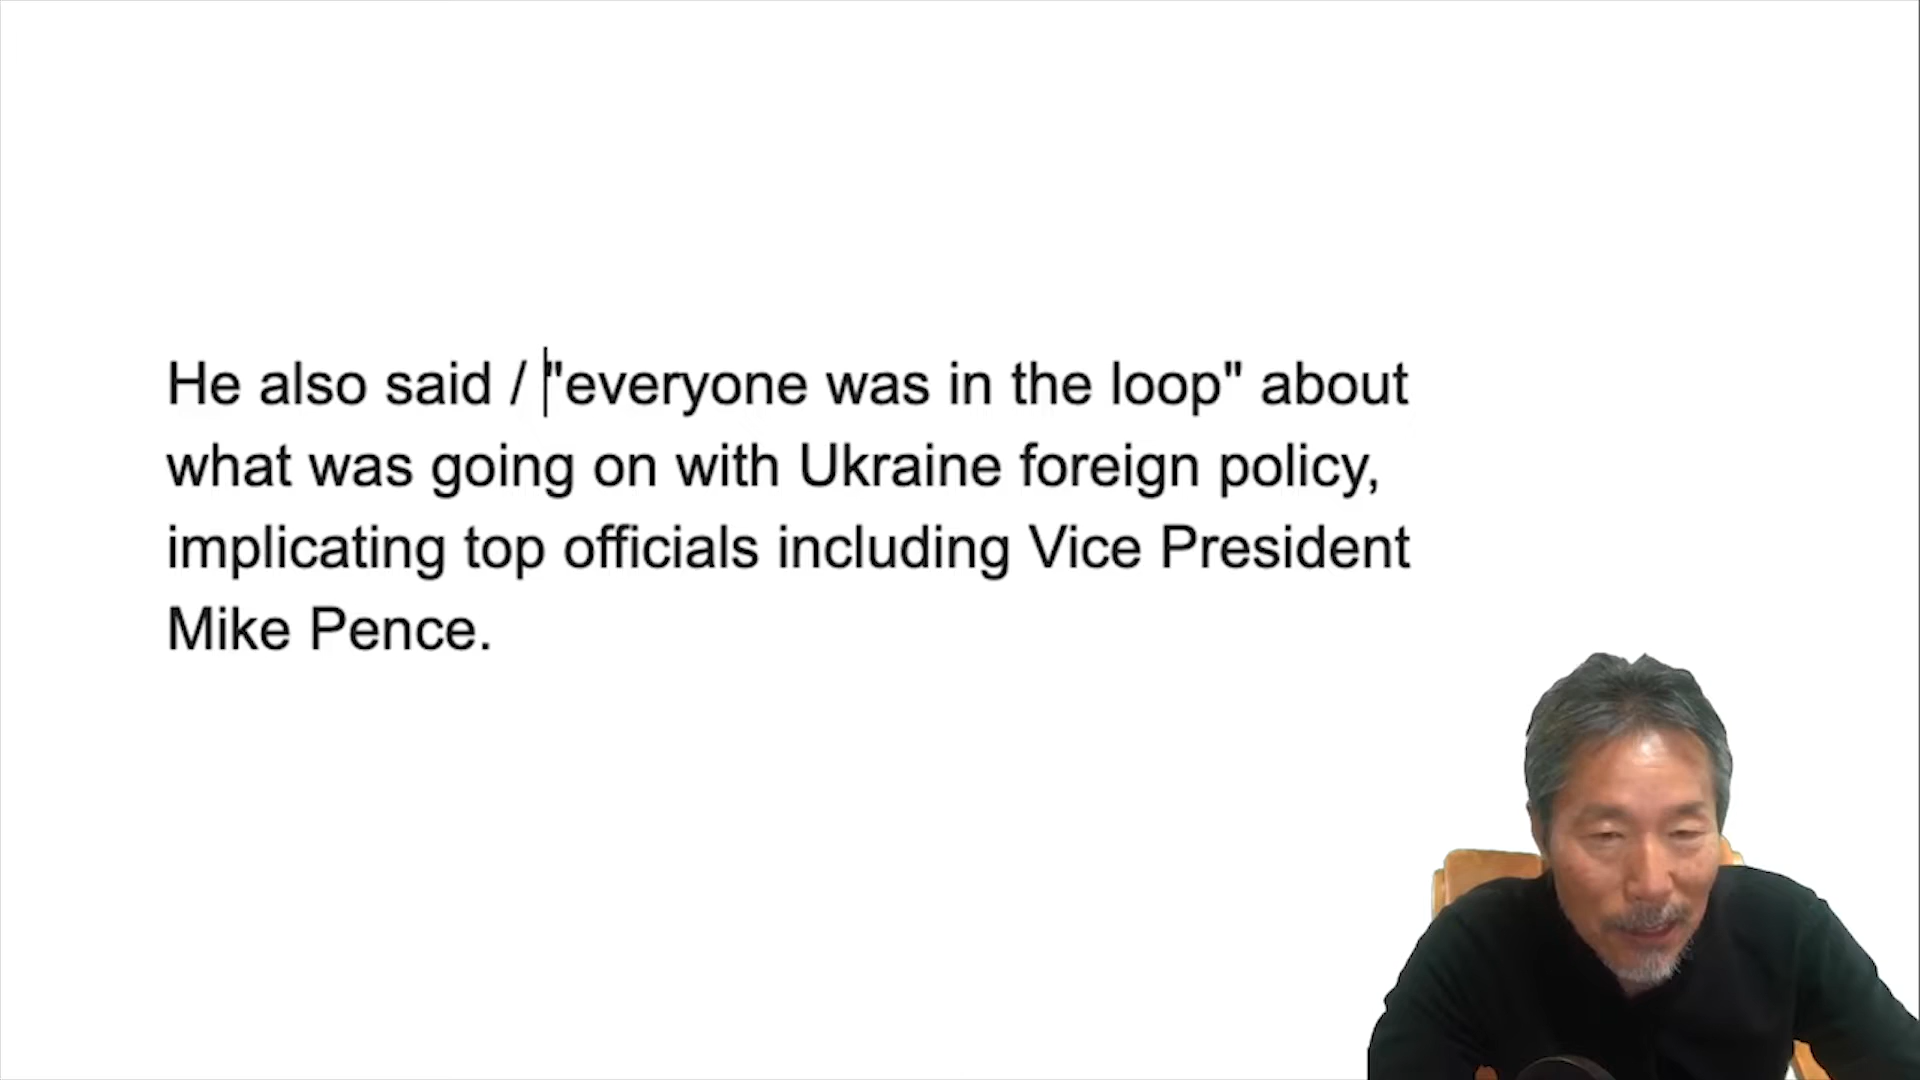 He also said / "everyone was in the loop" about
what was going on with Ukraine foreign policy,
implicating top officials including Vice President
Mike Pence.